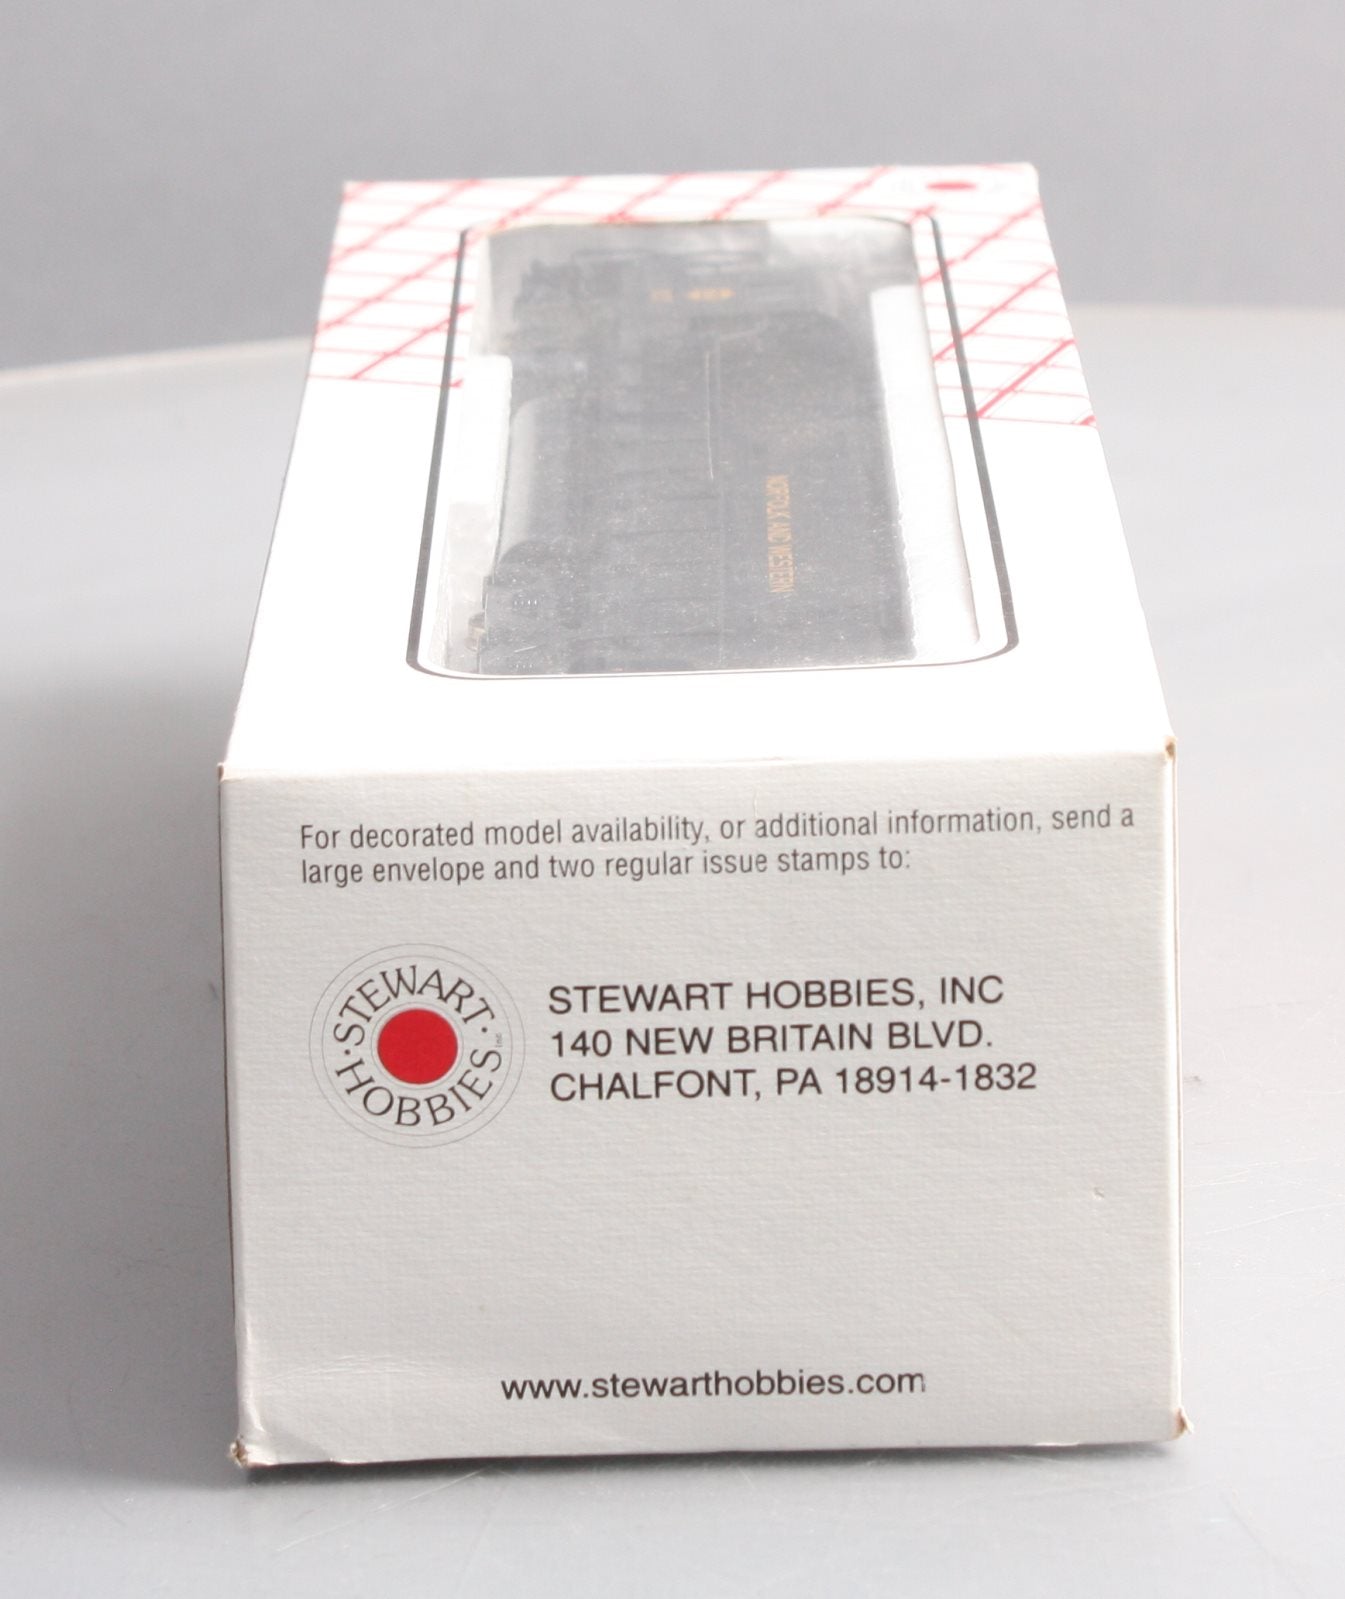 NORFOLK AND WESTERN
For decorated model availability, or additional information, send a
large envelope and two regular issue stamps to:
STEWART HOBBIES Inc
STEWART HOBBIES, INC
140 NEW BRITAIN BLVD.
CHALFONT, PA 18914-1832
www.stewarthobbies.com